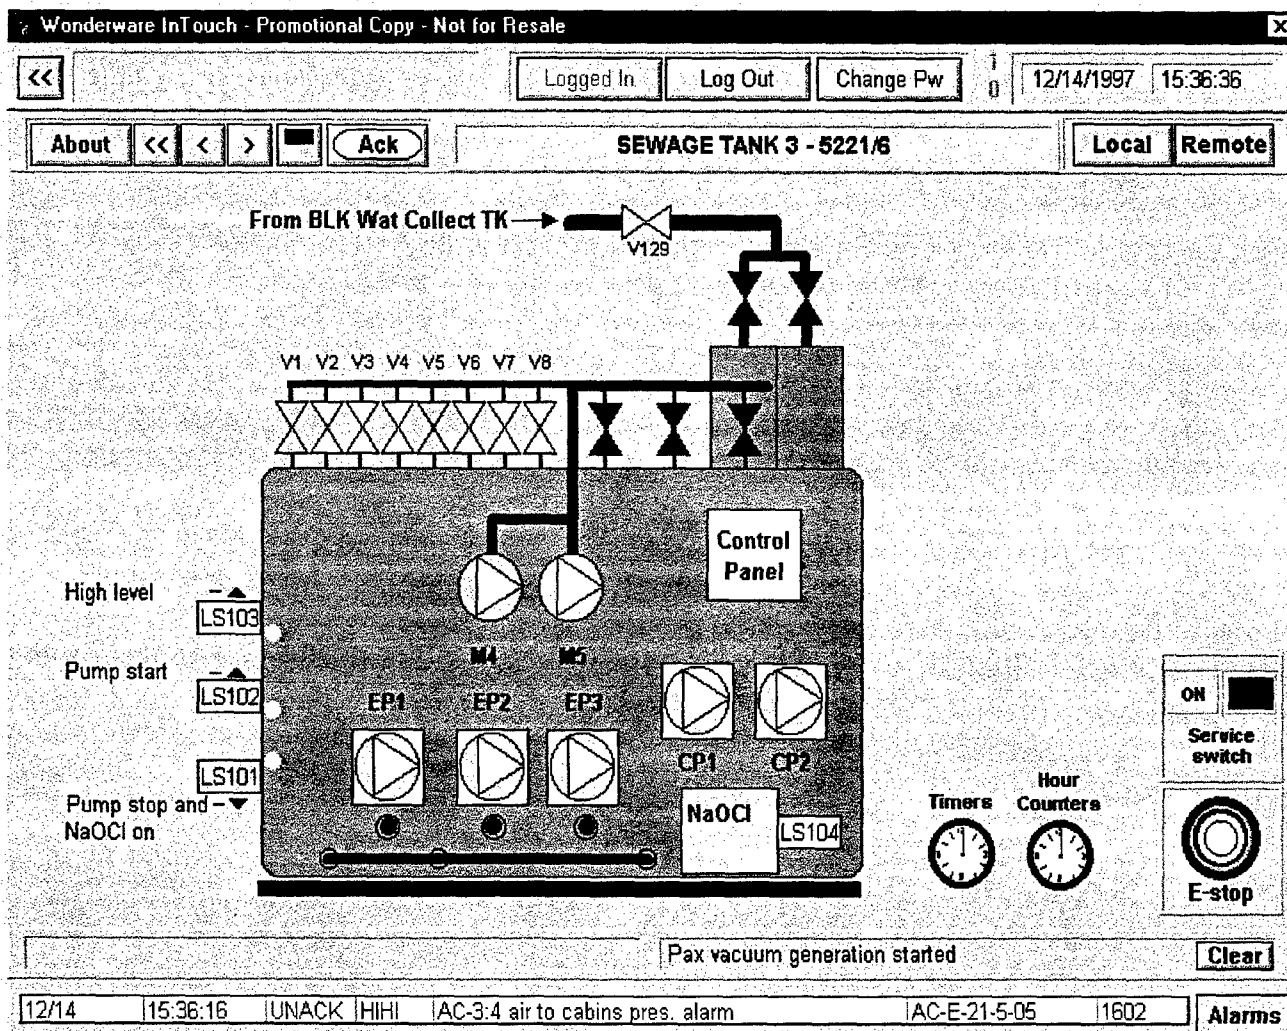 Wonderware InTouch - Promotional Copy - Not for Resale
<< Logged In Log Out Change Pw 1 0 12/14/1997 15:36:36
About << < > Ack SEWAGE TANK 3 - 5221/6 Local Remote
From BLK Wat Collect TK
V129
V1 V2 V3 V4 V5 V6 V7 V8
Control
Panel
High level
LS103
M4 M5
Pump start
LS102
EP1 EP2 EP3
ON
Service
switch
CP1 CP2
LS101
Pump stop and
NaOCl on
NaOCl
LS104
Timers
Hour
Counters
E-stop
Pax vacuum generation started Clear
12/14 15:36:16 UNACK HIHI AC-3:4 air to cabins pres. alarm AC-E-21-5-05 1602 Alarms